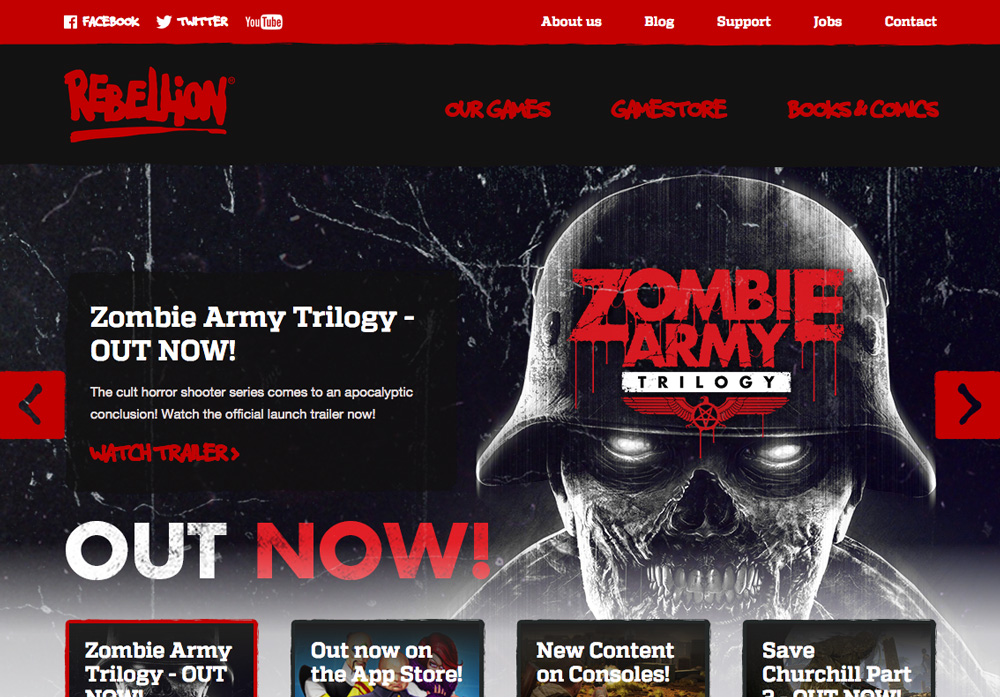 FACEBOOK TWITTER YouTube About us Blog Support Jobs Contact
REBELLION®
OUR GAMES GAMESTORE BOOKS & COMICS
ZOMBIE
ARMY
TRILOGY
Zombie Army Trilogy -
OUT NOW!
The cult horror shooter series comes to an apocalyptic
conclusion! Watch the official launch trailer now!
WATCH TRAILER >
OUT NOW!
Zombie Army
Trilogy - OUT
NOW!
Out now on
the App Store!
New Content
on Consoles!
Save
Churchill Part
3 - OUT NOW!